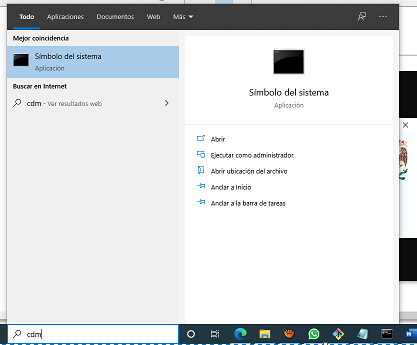 Todo Aplicaciones Documentos Web Más
Mejor coincidencia
Símbolo del sistema
Aplicación
Buscar en Internet
cdm - Ver resultados web
Símbolo del sistema
Aplicación
Abrir
Ejecutar como administrador
Abrir ubicación del archivo
Anclar a Inicio
Anclar a la barra de tareas
cdm